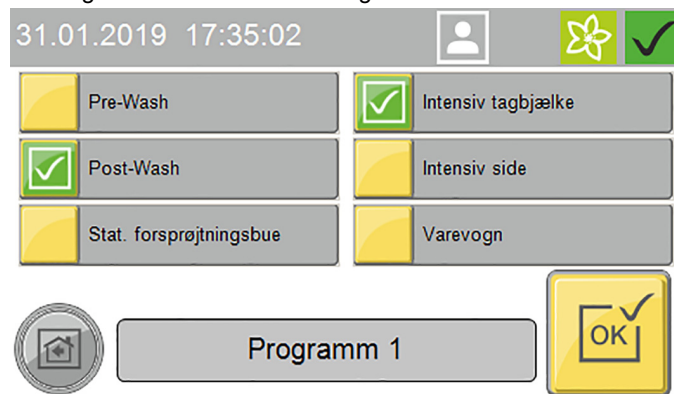 31.01.2019 17:35:02
Pre-Wash
Intensiv tagbjælke
Post-Wash
Intensiv side
Stat. forsprøjtningsbue
Varevogn
Programm 1
OK